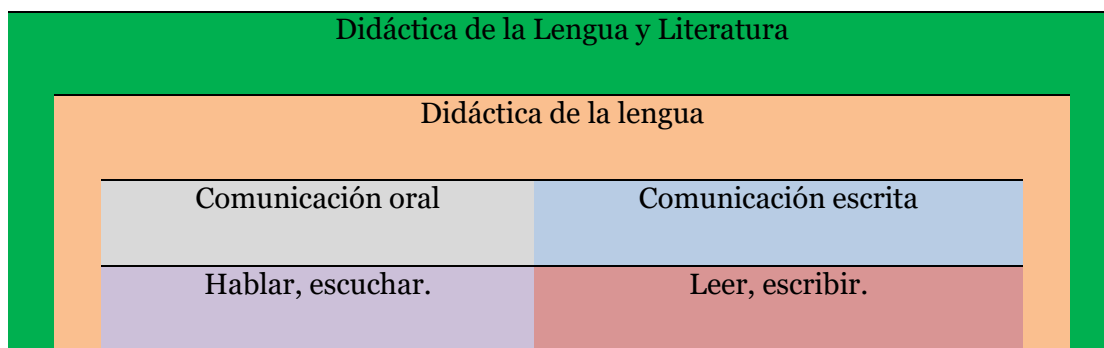 Didáctica de la Lengua y Literatura
Didáctica de la lengua
Comunicación oral
Comunicación escrita
Hablar, escuchar.
Leer, escribir.